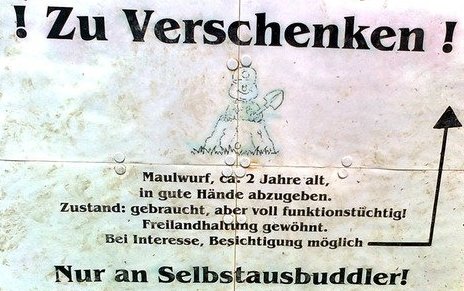 ! Zu Verschenken !
Maulwurf, ca. 2 Jahre alt,
in gute Hände abzugeben.
Zustand: gebraucht, aber voll funktionstüchtig!
Freilandhaltung gewöhnt.
Bei Interesse, Besichtigung möglich
Nur an Selbstausbuddler!